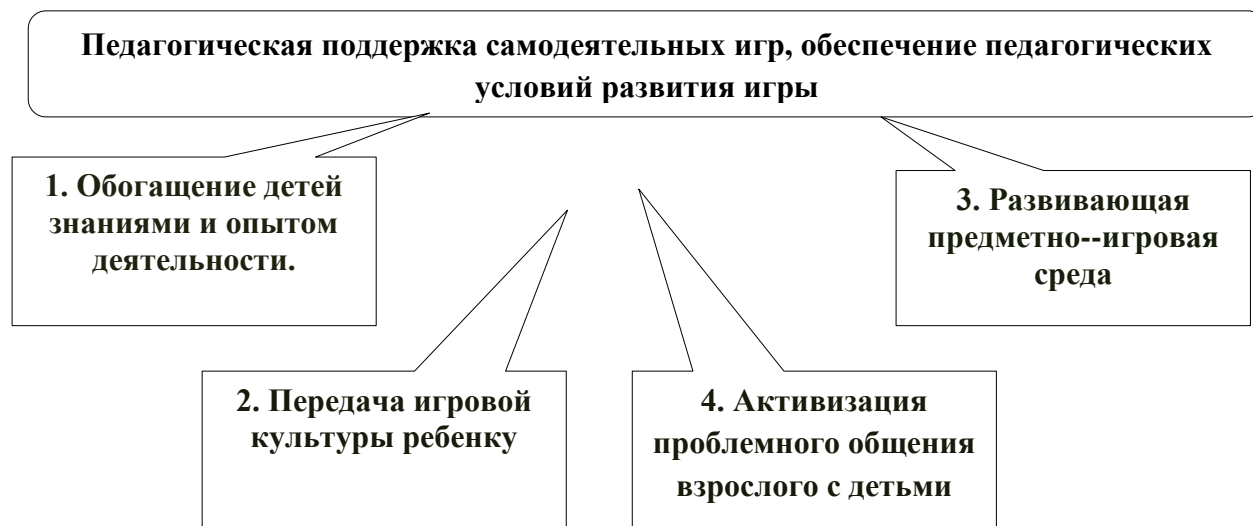 Педагогическая поддержка самодеятельных игр, обеспечение педагогических
условий развития игры
1. Обогащение детей
знаниями и опытом
деятельности.
2. Передача игровой
культуры ребенку
3. Развивающая
предметно--игровая
среда
4. Активизация
проблемного общения
взрослого с детьми